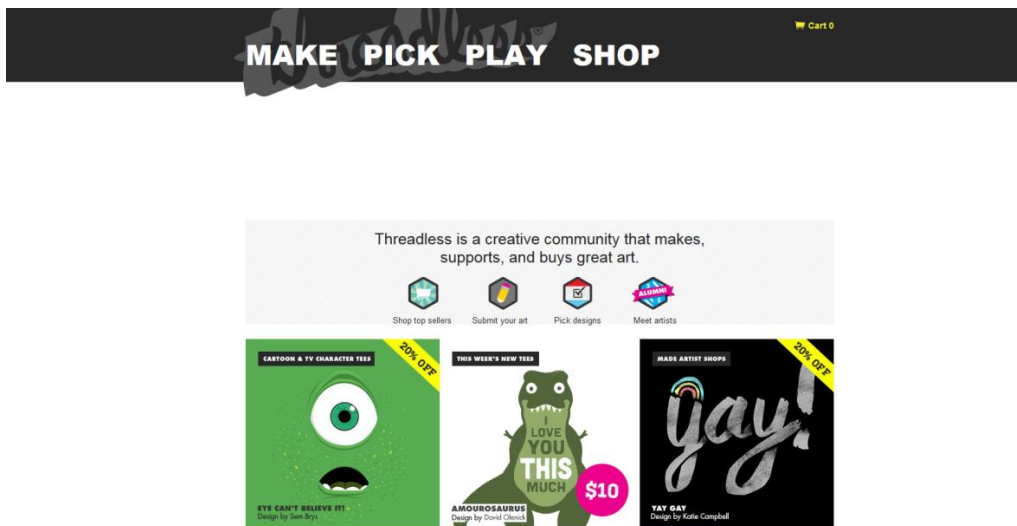 threadless®
Cart 0
MAKE PICK PLAY SHOP
Threadless is a creative community that makes,
supports, and buys great art.
Shop top sellers
Submit your art
Pick designs
ALUMNI
Meet artists
CARTOON & TV CHARACTER TEES
20% OFF
EYE CAN'T BELIEVE IT!
Design by Sem Brys
THIS WEEK'S NEW TEES
I
LOVE
YOU
THIS
MUCH
$10
AMOUROSAURUS
Design by David Olenick
MADE ARTIST SHOPS
20% OFF
yay!
YAY GAY
Design by Katie Campbell